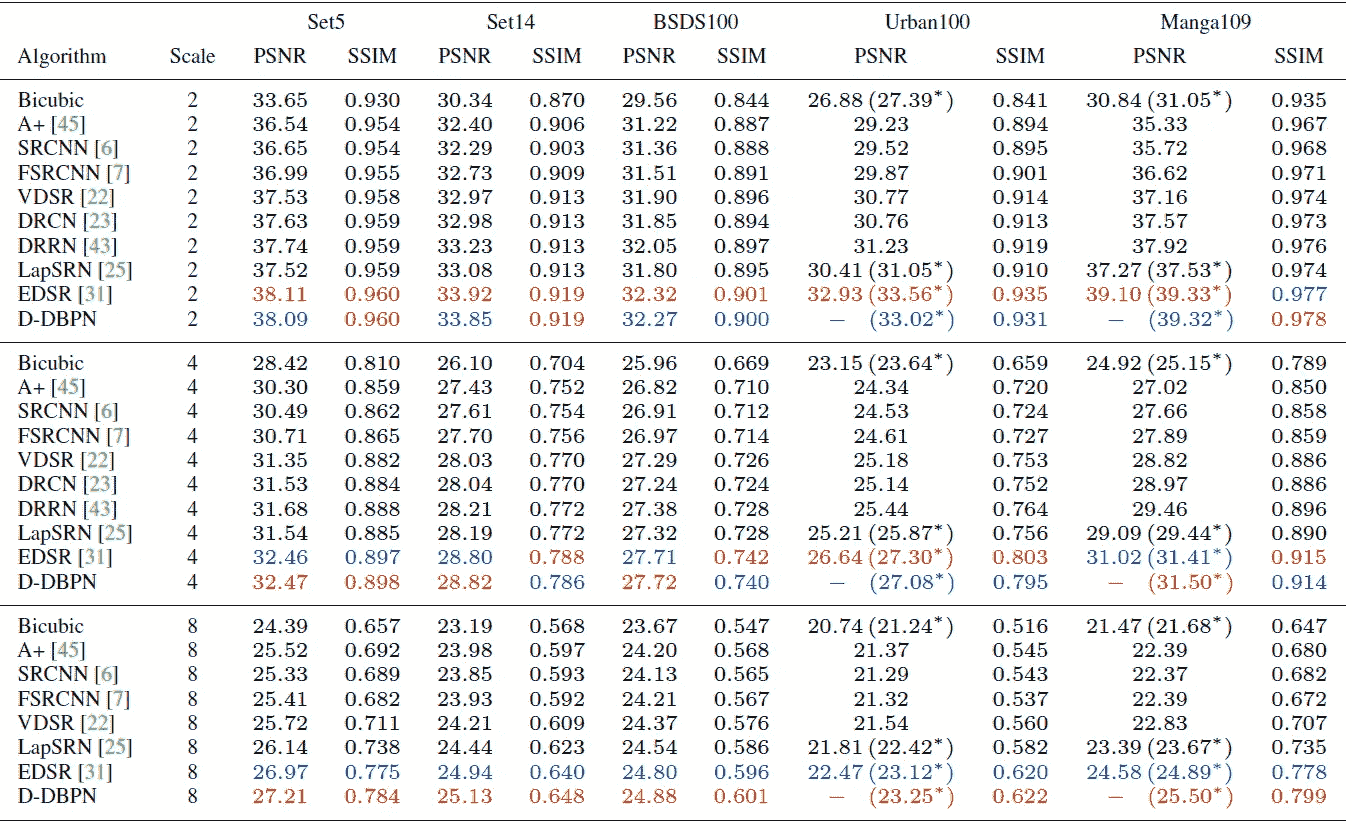 Set5 Set14 BSDS100 Urban100 Manga109
Algorithm Scale PSNR SSIM PSNR SSIM PSNR SSIM PSNR SSIM PSNR SSIM
Bicubic 2 33.65 0.930 30.34 0.870 29.56 0.844 26.88 (27.39*) 0.841 30.84 (31.05*) 0.935
A+ [45] 2 36.54 0.954 32.40 0.906 31.22 0.887 29.23 0.894 35.33 0.967
SRCNN [6] 2 36.65 0.954 32.29 0.903 31.36 0.888 29.52 0.895 35.72 0.968
FSRCNN [7] 2 36.99 0.955 32.73 0.909 31.51 0.891 29.87 0.901 36.62 0.971
VDSR [22] 2 37.53 0.958 32.97 0.913 31.90 0.896 30.77 0.914 37.16 0.974
DRCN [23] 2 37.63 0.959 32.98 0.913 31.85 0.894 30.76 0.913 37.57 0.973
DRRN [43] 2 37.74 0.959 33.23 0.913 32.05 0.897 31.23 0.919 37.92 0.976
LapSRN [25] 2 37.52 0.959 33.08 0.913 31.80 0.895 30.41 (31.05*) 0.910 37.27 (37.53*) 0.974
EDSR [31] 2 38.11 0.960 33.92 0.919 32.32 0.901 32.93 (33.56*) 0.935 39.10 (39.33*) 0.977
D-DBPN 2 38.09 0.960 33.85 0.919 32.27 0.900 − (33.02*) 0.931 − (39.32*) 0.978
Bicubic 4 28.42 0.810 26.10 0.704 25.96 0.669 23.15 (23.64*) 0.659 24.92 (25.15*) 0.789
A+ [45] 4 30.30 0.859 27.43 0.752 26.82 0.710 24.34 0.720 27.02 0.850
SRCNN [6] 4 30.49 0.862 27.61 0.754 26.91 0.712 24.53 0.724 27.66 0.858
FSRCNN [7] 4 30.71 0.865 27.70 0.756 26.97 0.714 24.61 0.727 27.89 0.859
VDSR [22] 4 31.35 0.882 28.03 0.770 27.29 0.726 25.18 0.753 28.82 0.886
DRCN [23] 4 31.53 0.884 28.04 0.770 27.24 0.724 25.14 0.752 28.97 0.886
DRRN [43] 4 31.68 0.888 28.21 0.772 27.38 0.728 25.44 0.764 29.46 0.896
LapSRN [25] 4 31.54 0.885 28.19 0.772 27.32 0.728 25.21 (25.87*) 0.756 29.09 (29.44*) 0.890
EDSR [31] 4 32.46 0.897 28.80 0.788 27.71 0.742 26.64 (27.30*) 0.803 31.02 (31.41*) 0.915
D-DBPN 4 32.47 0.898 28.82 0.786 27.72 0.740 − (27.08*) 0.795 − (31.50*) 0.914
Bicubic 8 24.39 0.657 23.19 0.568 23.67 0.547 20.74 (21.24*) 0.516 21.47 (21.68*) 0.647
A+ [45] 8 25.52 0.692 23.98 0.597 24.20 0.568 21.37 0.545 22.39 0.680
SRCNN [6] 8 25.33 0.689 23.85 0.593 24.13 0.565 21.29 0.543 22.37 0.682
FSRCNN [7] 8 25.41 0.682 23.93 0.592 24.21 0.567 21.32 0.537 22.39 0.672
VDSR [22] 8 25.72 0.711 24.21 0.609 24.37 0.576 21.54 0.560 22.83 0.707
LapSRN [25] 8 26.14 0.738 24.44 0.623 24.54 0.586 21.81 (22.42*) 0.582 23.39 (23.67*) 0.735
EDSR [31] 8 26.97 0.775 24.94 0.640 24.80 0.596 22.47 (23.12*) 0.620 24.58 (24.89*) 0.778
D-DBPN 8 27.21 0.784 25.13 0.648 24.88 0.601 − (23.25*) 0.622 − (25.50*) 0.799